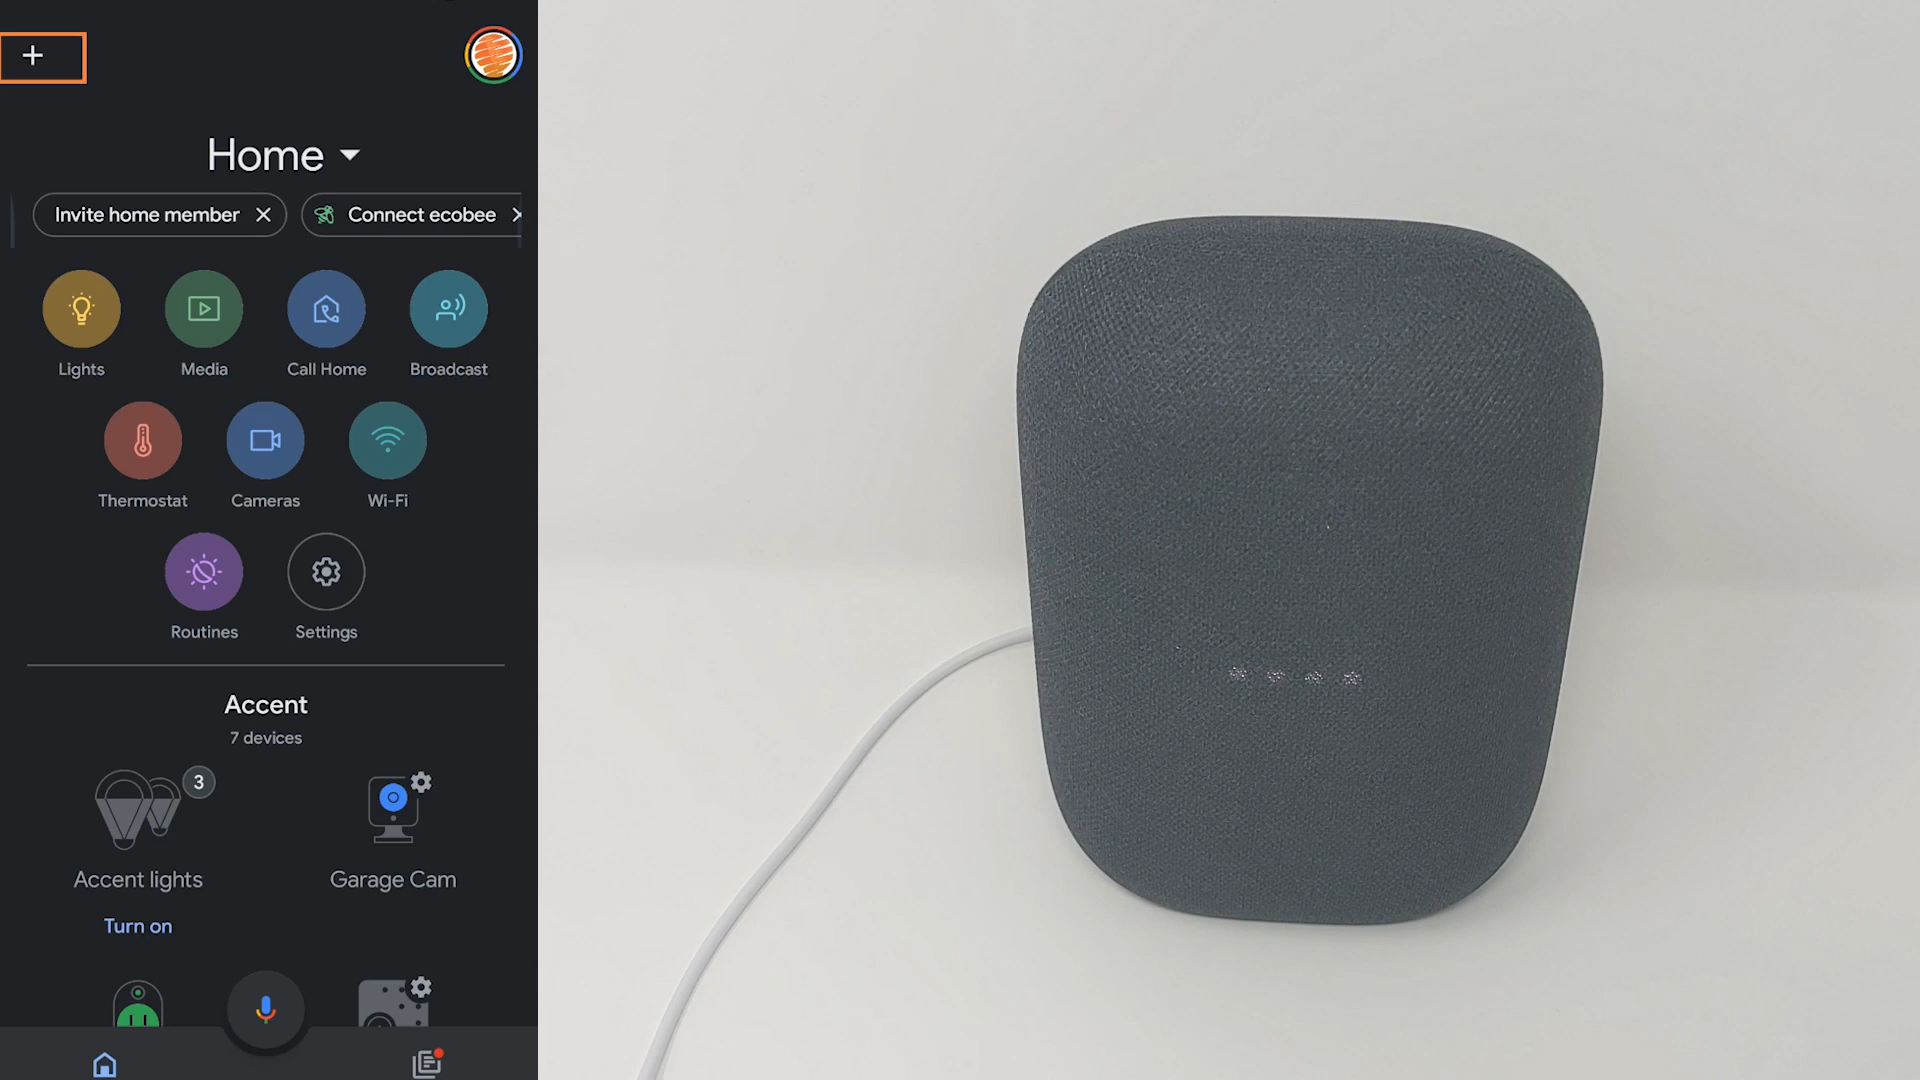 Home
Invite home member
Connect ecobee
Lights
Media
Call Home
Broadcast
Thermostat
Cameras
Wi-Fi
Routines
Settings
Accent
7 devices
3
Accent lights
Garage Cam
Turn on